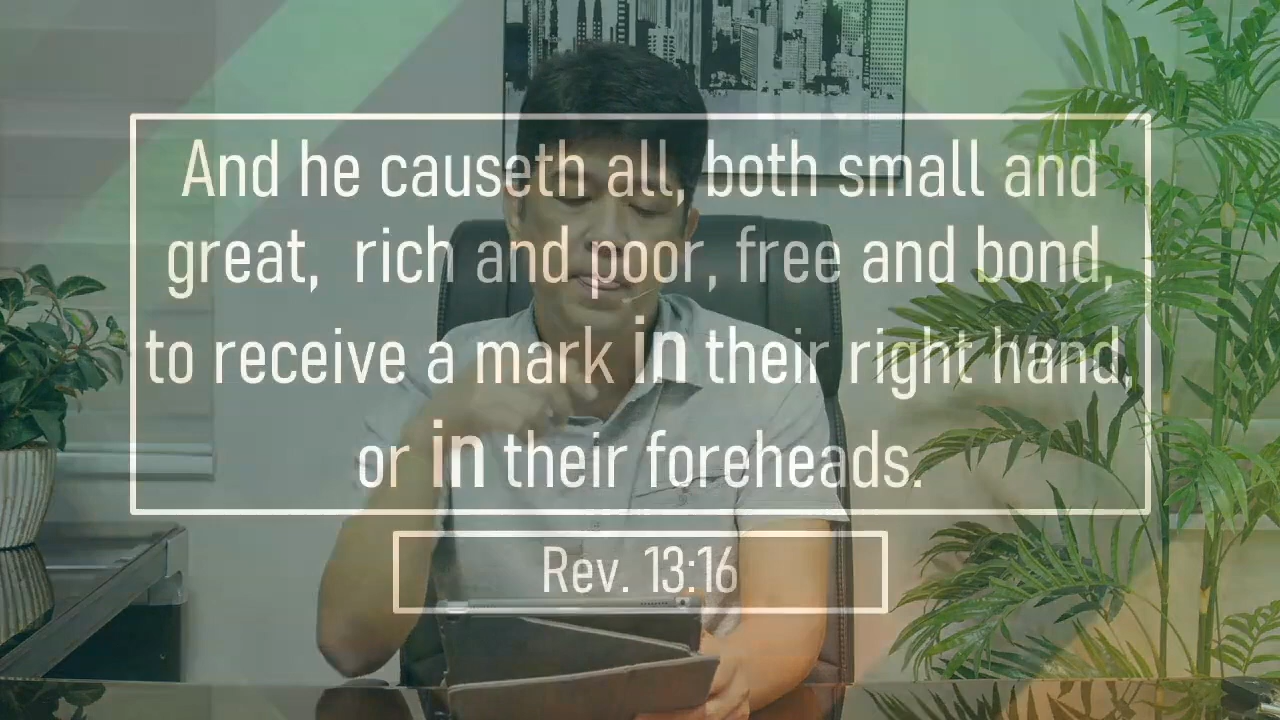 And he causeth all, both small and
great, rich and poor, free and bond,
to receive a mark in their right hand,
or in their foreheads.
Rev. 13:16